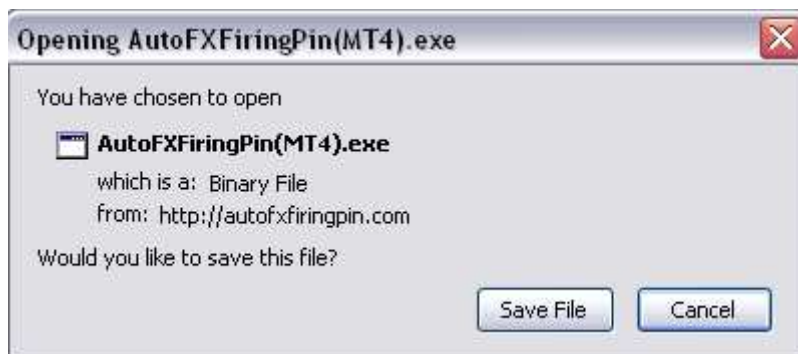 Opening AutoFXFiringPin(MT4).exe
You have chosen to open
AutoFXFiringPin(MT4).exe
which is a: Binary File
from: http://autofxfiringpin.com
Would you like to save this file?
Save File Cancel